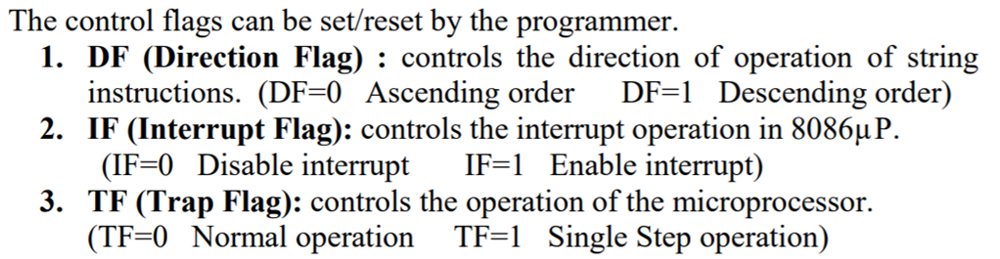 The control flags can be set/reset by the programmer.
1. DF (Direction Flag) : controls the direction of operation of string
instructions. (DF=0 Ascending order DF=1 Descending order)
2. IF (Interrupt Flag): controls the interrupt operation in 8086µP.
(IF=0 Disable interrupt IF=1 Enable interrupt)
3. TF (Trap Flag): controls the operation of the microprocessor.
(TF=0 Normal operation TF=1 Single Step operation)